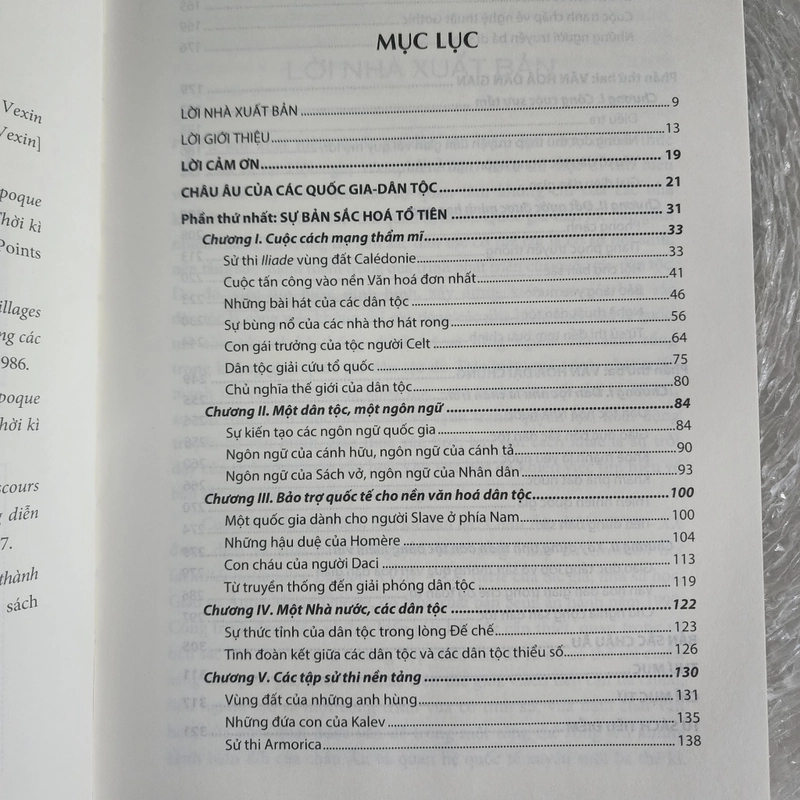 Vexin
Vexin]
poque
Thời kì
Points
illages
ng các
986.
poque
hời kì
scours
g diễn
7.
thành
sách
MỤC LỤC
LỜI NHÀ XUẤT BẢN 9
LỜI GIỚI THIỆU 13
LỜI CẢM ƠN 19
CHÂU ÂU CỦA CÁC QUỐC GIA-DÂN TỘC 21
Phần thứ nhất: SỰ BẢN SẮC HOÁ TỔ TIÊN 31
Chương I. Cuộc cách mạng thẩm mĩ 33
Sử thi Iliade vùng đất Calédonie 33
Cuộc tấn công vào nền Văn hoá đơn nhất 41
Những bài hát của các dân tộc 46
Sự bùng nổ của các nhà thơ hát rong 56
Con gái trưởng của tộc người Celt 64
Dân tộc giải cứu tổ quốc 75
Chủ nghĩa thế giới của dân tộc 80
Chương II. Một dân tộc, một ngôn ngữ 84
Sự kiến tạo các ngôn ngữ quốc gia 84
Ngôn ngữ của cánh hữu, ngôn ngữ của cánh tả 90
Ngôn ngữ của Sách vở, ngôn ngữ của Nhân dân 93
Chương III. Bảo trợ quốc tế cho nền văn hoá dân tộc 100
Một quốc gia dành cho người Slave ở phía Nam 100
Những hậu duệ của Homère 104
Con cháu của người Daci 113
Từ truyền thống đến giải phóng dân tộc 119
Chương IV. Một Nhà nước, các dân tộc 122
Sự thức tỉnh của dân tộc trong lòng Đế chế 123
Tình đoàn kết giữa các dân tộc và các dân tộc thiểu số 126
Chương V. Các tập sử thi nền tảng 130
Vùng đất của những anh hùng 131
Những đứa con của Kalev 135
Sử thi Armorica 138